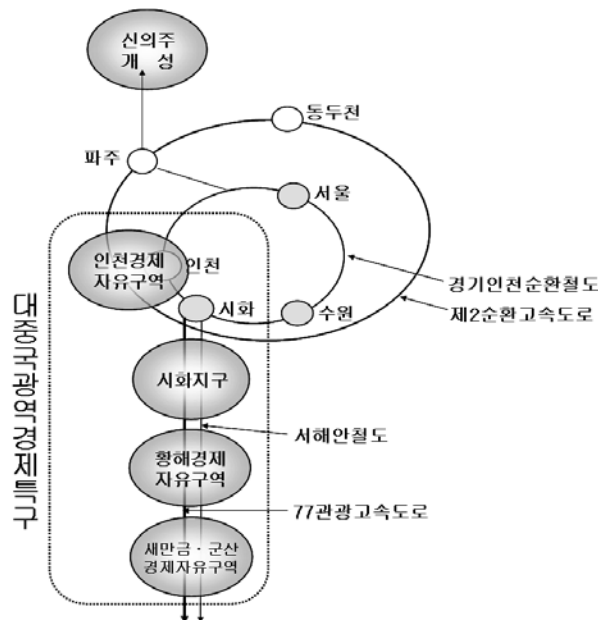 신의주
개 성
동두천
파주
서울
인천경제
자유구역
인천
경기인천순환철도
시화
수원
제2순환고속도로
대중국광역경제특구
시화지구
서해안철도
황해경제
자유구역
77관광고속도로
새만금·군산
경제자유구역